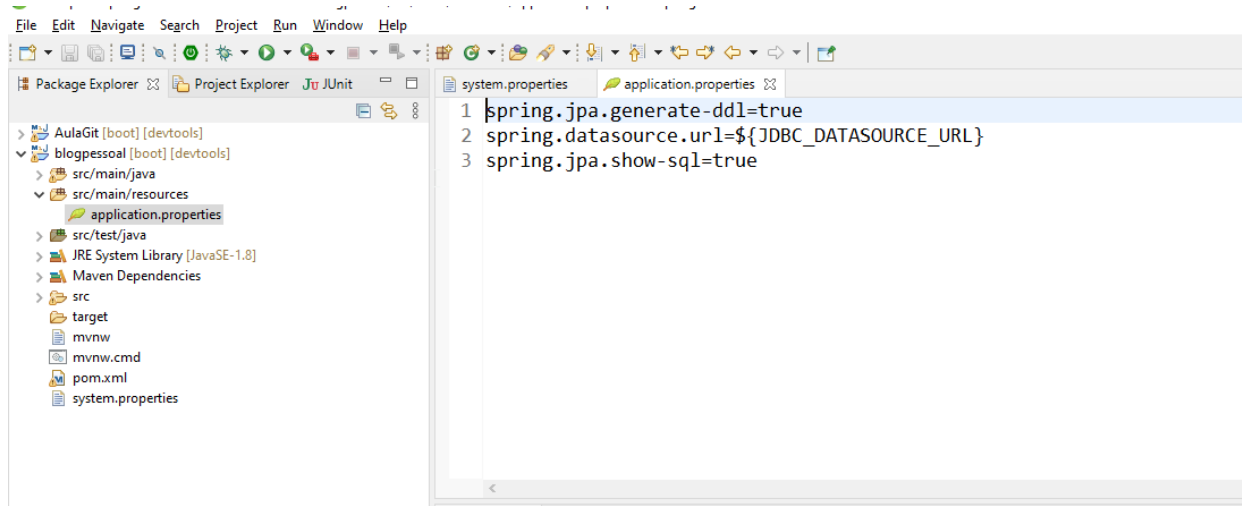 File Edit Navigate Search Project Run Window Help
Package Explorer Project Explorer JUnit
AulaGit [boot] [devtools]
blogpessoal [boot] [devtools]
src/main/java
src/main/resources
application.properties
src/test/java
JRE System Library [JavaSE-1.8]
Maven Dependencies
src
target
mvnw
mvnw.cmd
pom.xml
system.properties
system.properties application.properties
1 spring.jpa.generate-ddl=true
2 spring.datasource.url=${JDBC_DATASOURCE_URL}
3 spring.jpa.show-sql=true